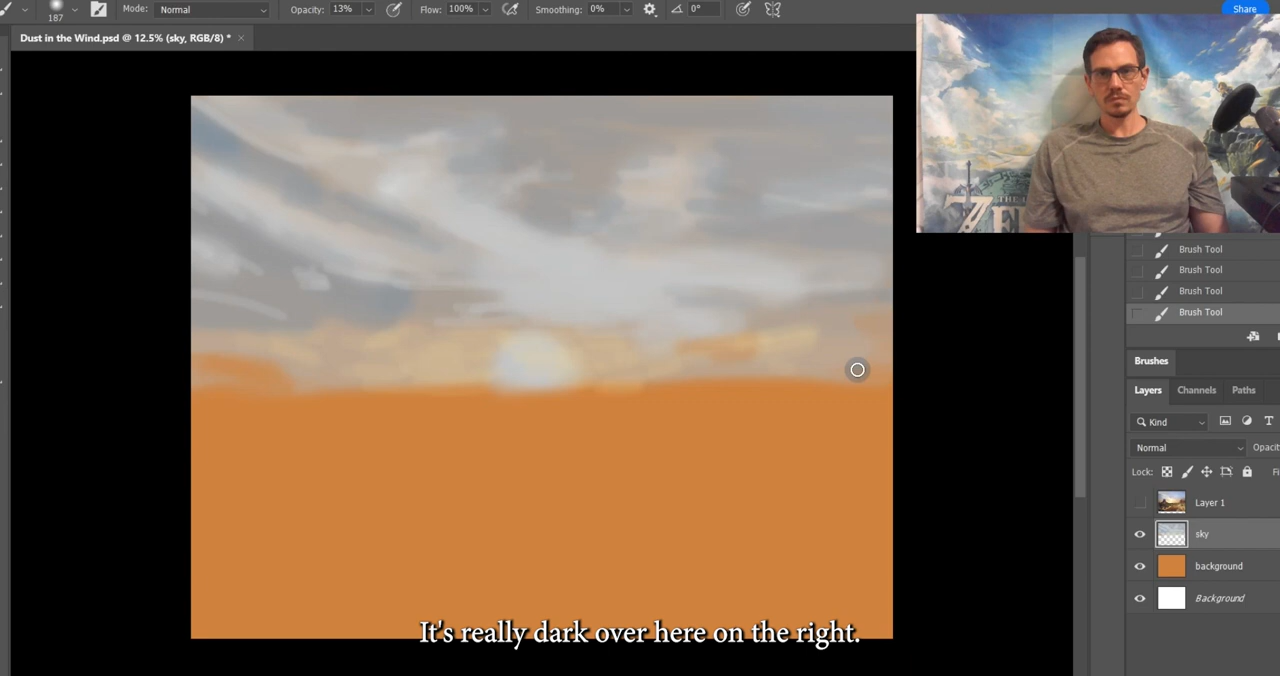 Mode: Normal Opacity: 13% Flow: 100% Smoothing: 0% 0° Share
187
Dust in the Wind.psd @ 12.5% (sky, RGB/8) * ×
THE
Brush Tool
Brush Tool
Brush Tool
Brush Tool
Brushes
Layers Channels Paths
Kind T
Normal
Lock:
Layer 1
sky
background
Background
It's really dark over here on the right.